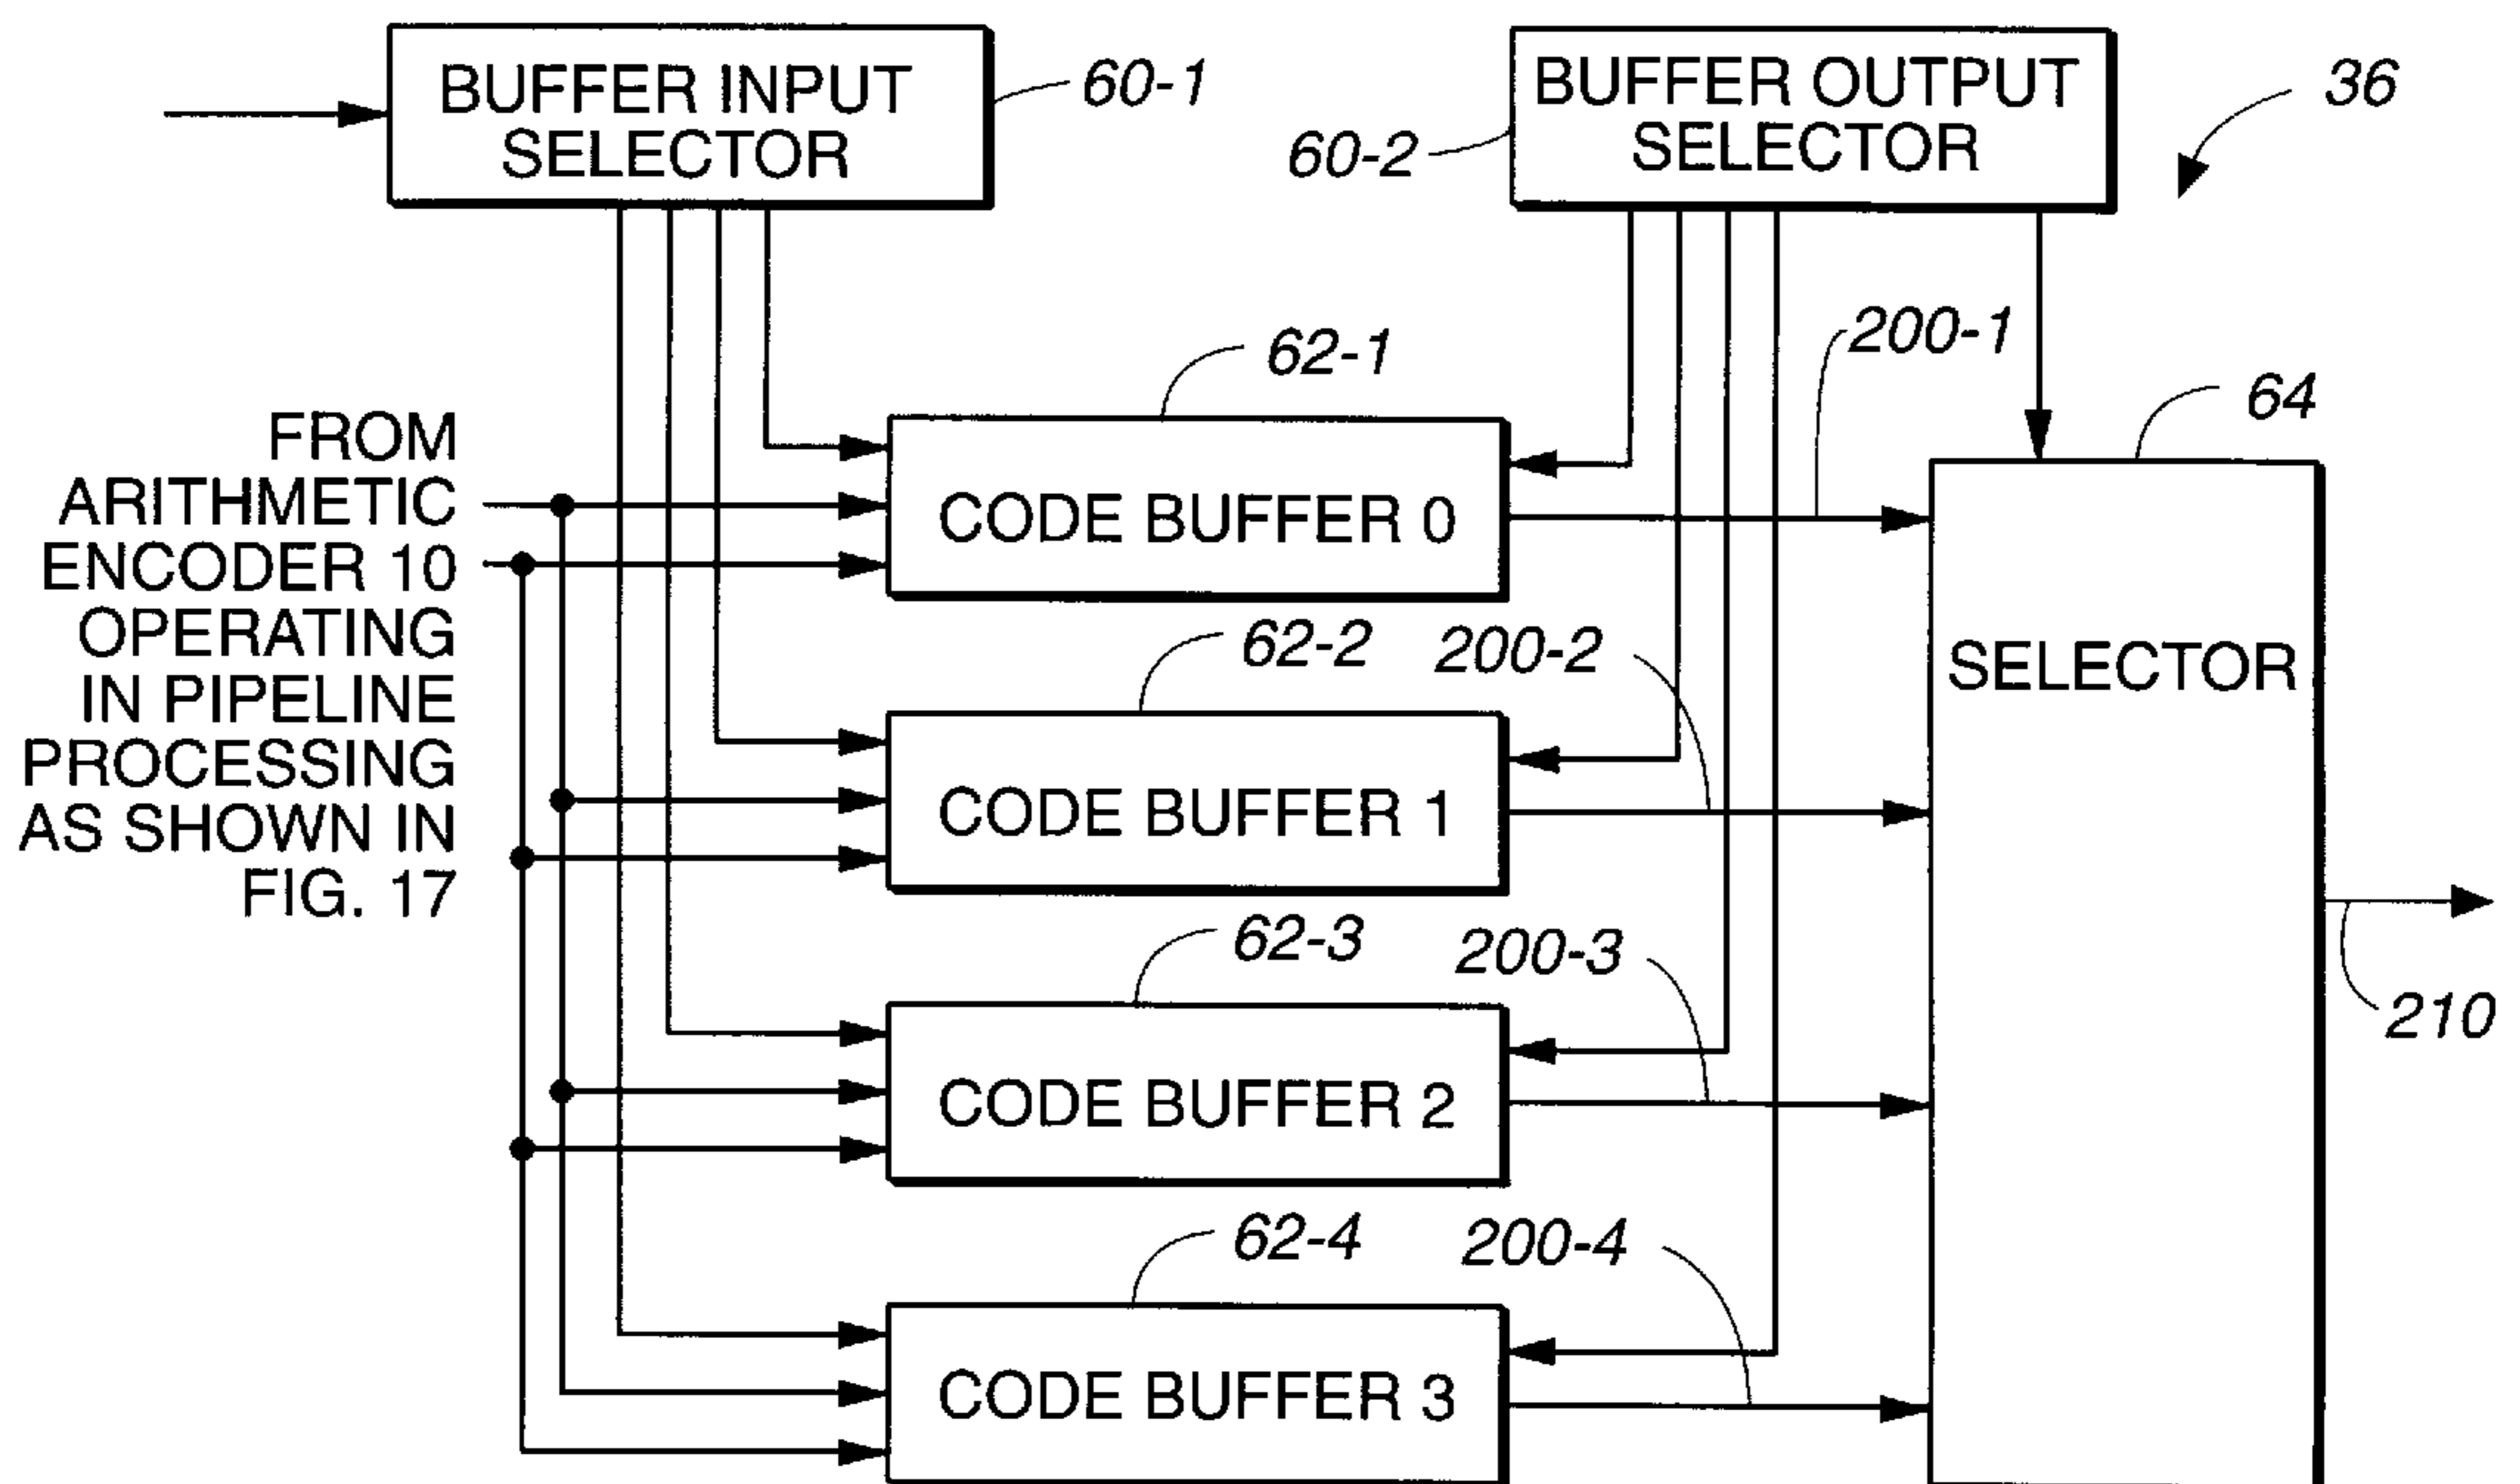 BUFFER INPUT
SELECTOR
60-1
BUFFER OUTPUT
SELECTOR
60-2
36
200-1
62-1
64
FROM
ARITHMETIC
ENCODER 10
OPERATING
IN PIPELINE
PROCESSING
AS SHOWN IN
FIG. 17
CODE BUFFER 0
SELECTOR
62-2
200-2
CODE BUFFER 1
62-3
200-3
210
CODE BUFFER 2
62-4
200-4
CODE BUFFER 3